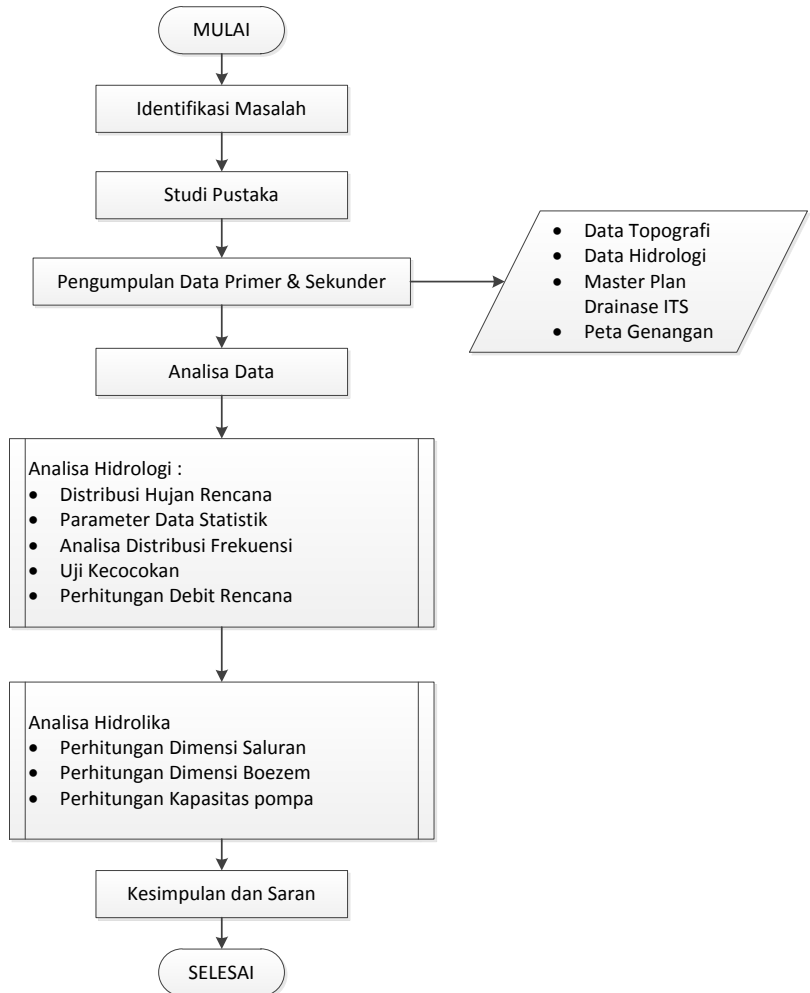 MULAI
Identifikasi Masalah
Studi Pustaka
Pengumpulan Data Primer & Sekunder
• Data Topografi
• Data Hidrologi
• Master Plan
Drainase ITS
• Peta Genangan
Analisa Data
Analisa Hidrologi :
• Distribusi Hujan Rencana
• Parameter Data Statistik
• Analisa Distribusi Frekuensi
• Uji Kecocokan
• Perhitungan Debit Rencana
Analisa Hidrolika
• Perhitungan Dimensi Saluran
• Perhitungan Dimensi Boezem
• Perhitungan Kapasitas pompa
Kesimpulan dan Saran
SELESAI